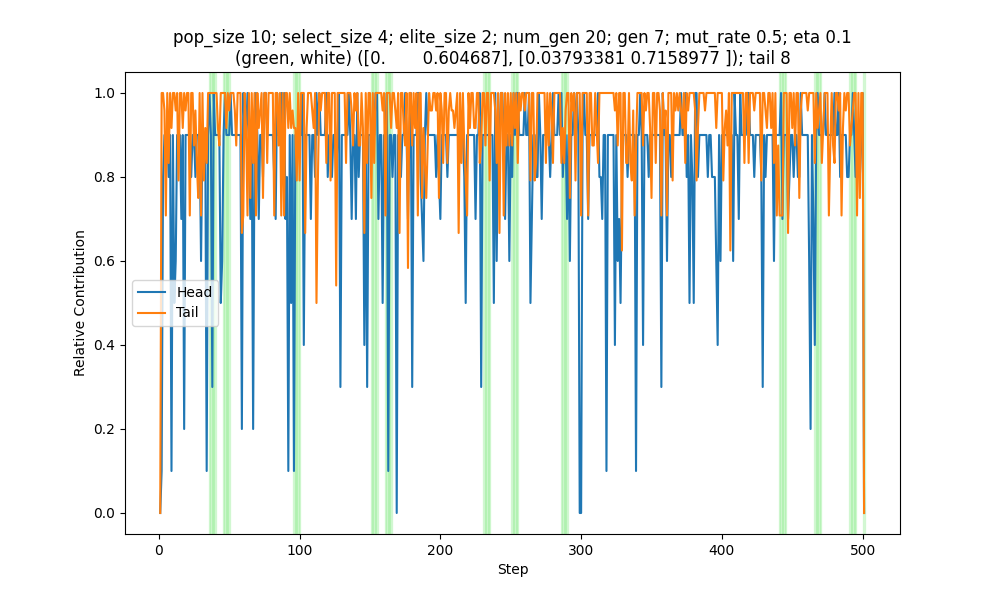 pop_size 10; select_size 4; elite_size 2; num_gen 20; gen 7; mut_rate 0.5; eta 0.1
(green, white) ([0.       0.604687], [0.03793381 0.7158977 ]); tail 8
1.0
0.8
0.6
0.4
0.2
0.0
Relative Contribution
Head
Tail
0
100
200
300
400
500
Step